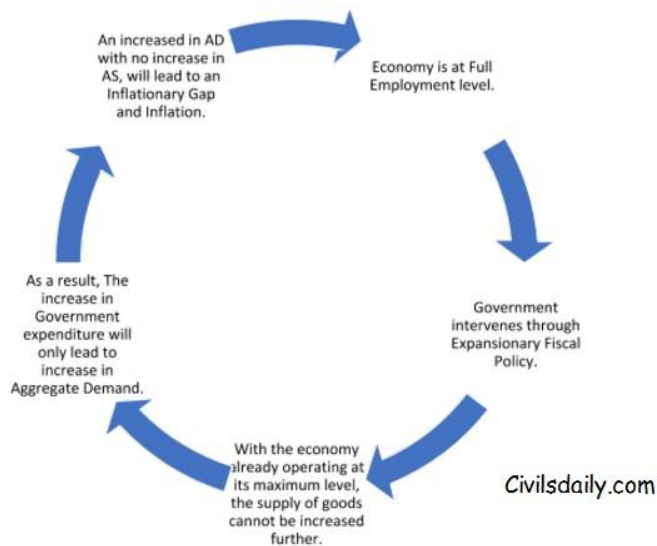 An increased in AD
with no increase in
AS, will lead to an
Inflationary Gap
and Inflation.
Economy is at Full
Employment level.
Government
intervenes through
Expansionary Fiscal
Policy.
With the economy
already operating at
its maximum level,
the supply of goods
cannot be increased
further.
As a result, The
increase in
Government
expenditure will
only lead to
increase in
Aggregate Demand.
Civilsdaily.com